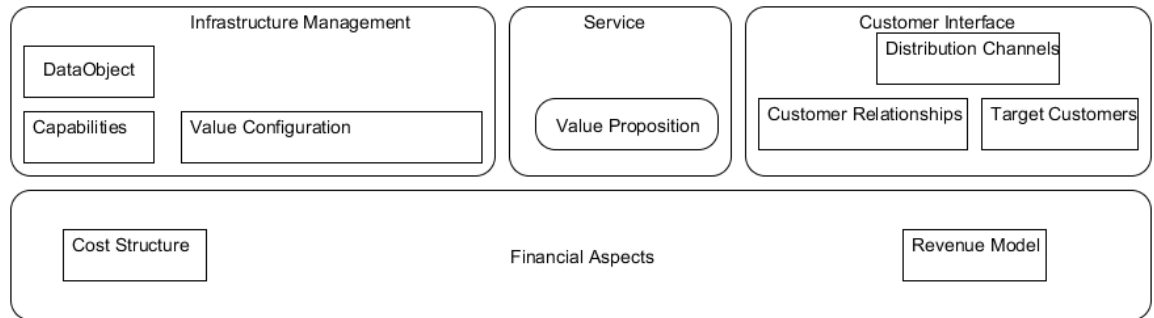 Infrastructure Management
DataObject
Capabilities
Value Configuration
Service
Value Proposition
Customer Interface
Distribution Channels
Customer Relationships
Target Customers
Cost Structure
Financial Aspects
Revenue Model